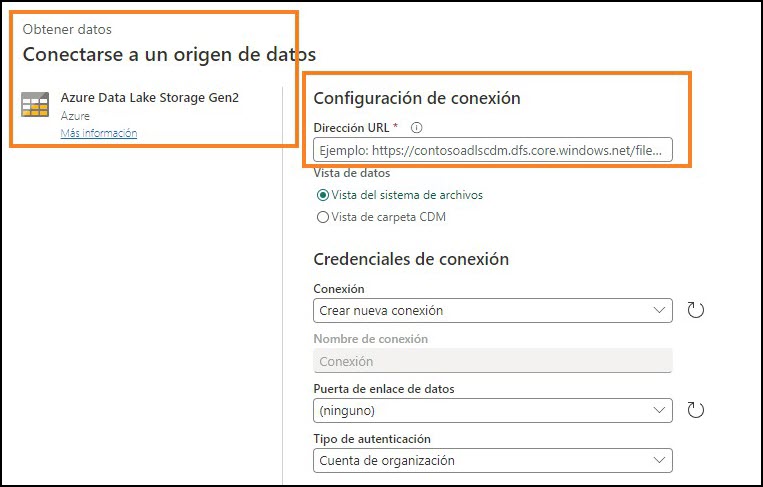 Obtener datos
Conectarse a un origen de datos
Azure Data Lake Storage Gen2
Azure
Más información
Configuración de conexión
Dirección URL *
Ejemplo: https://contosoadlscdm.dfs.core.windows.net/file...
Vista de datos
Vista del sistema de archivos
Vista de carpeta CDM
Credenciales de conexión
Conexión
Crear nueva conexión
Nombre de conexión
Conexión
Puerta de enlace de datos
(ninguno)
Tipo de autenticación
Cuenta de organización